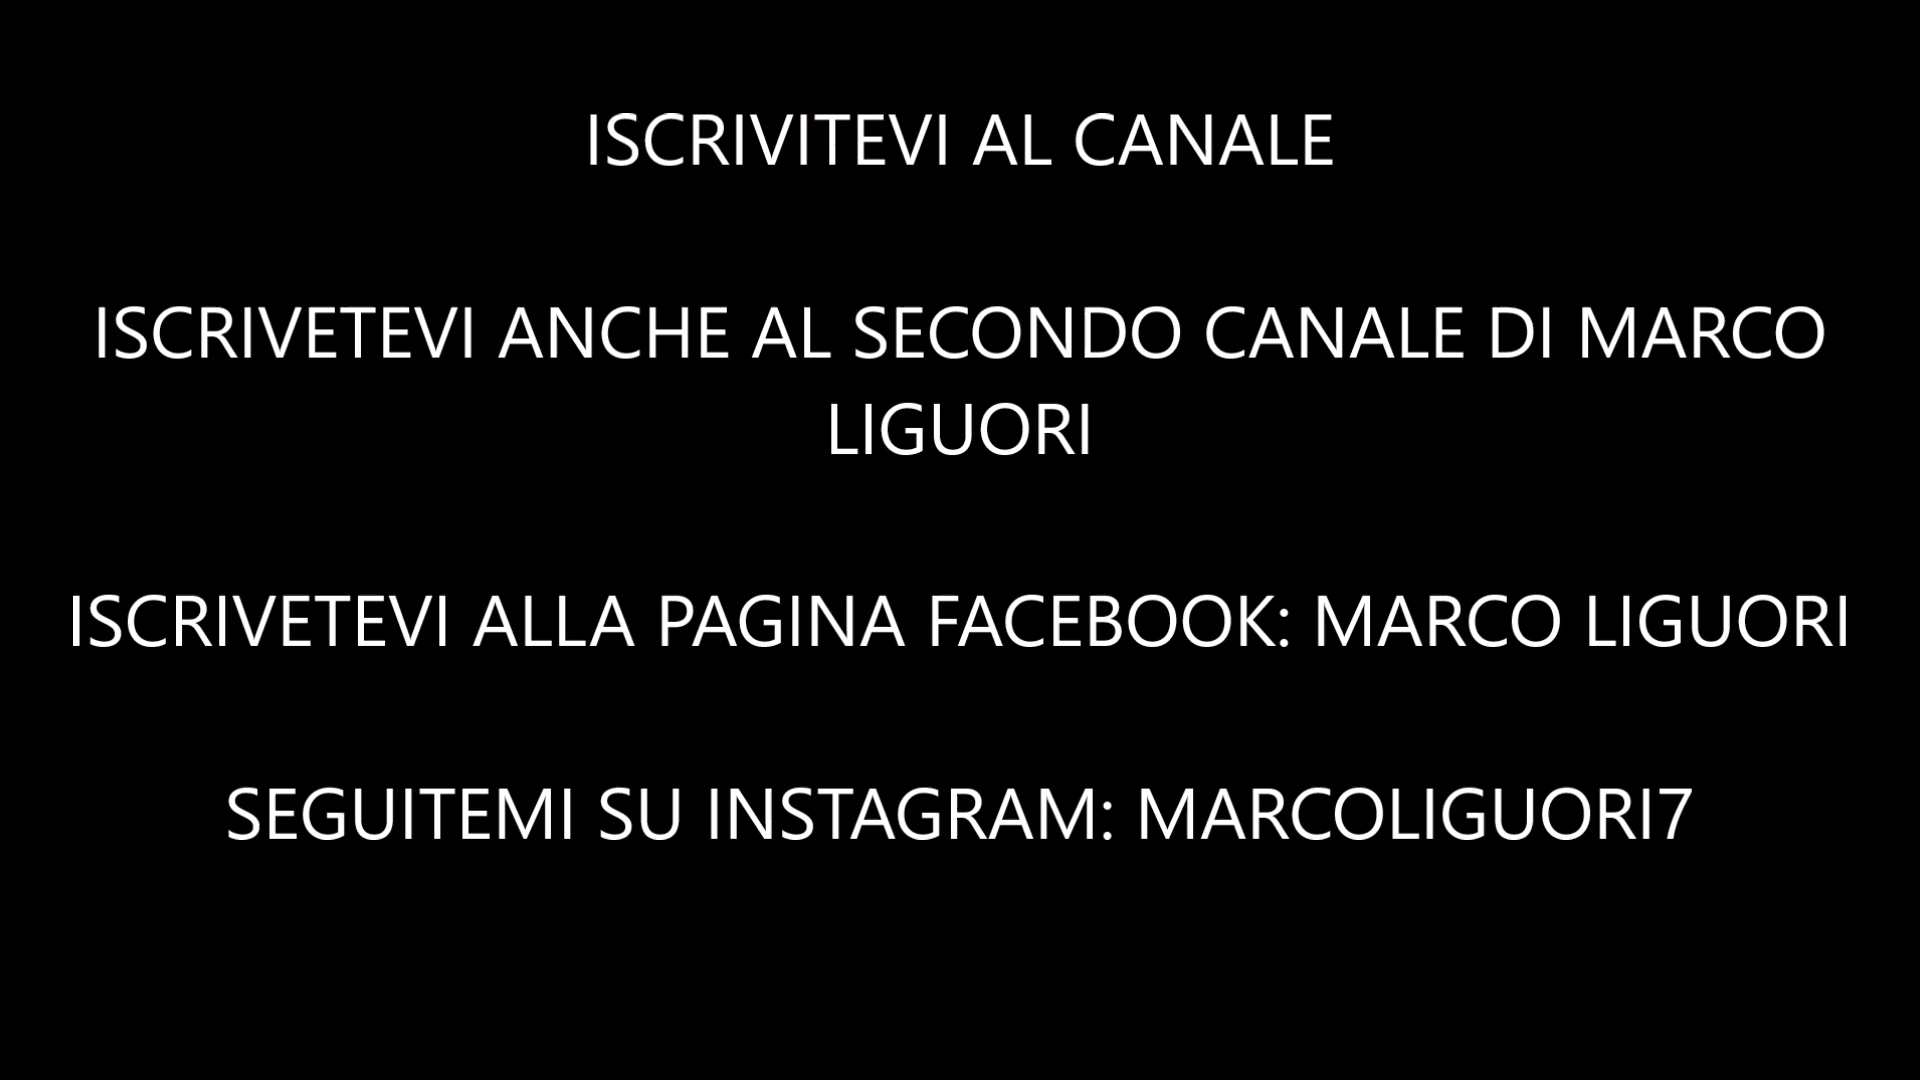 ISCRIVITEVI AL CANALE
ISCRIVETEVI ANCHE AL SECONDO CANALE DI MARCO
LIGUORI
ISCRIVETEVI ALLA PAGINA FACEBOOK: MARCO LIGUORI
SEGUITEMI SU INSTAGRAM: MARCOLIGUORI7